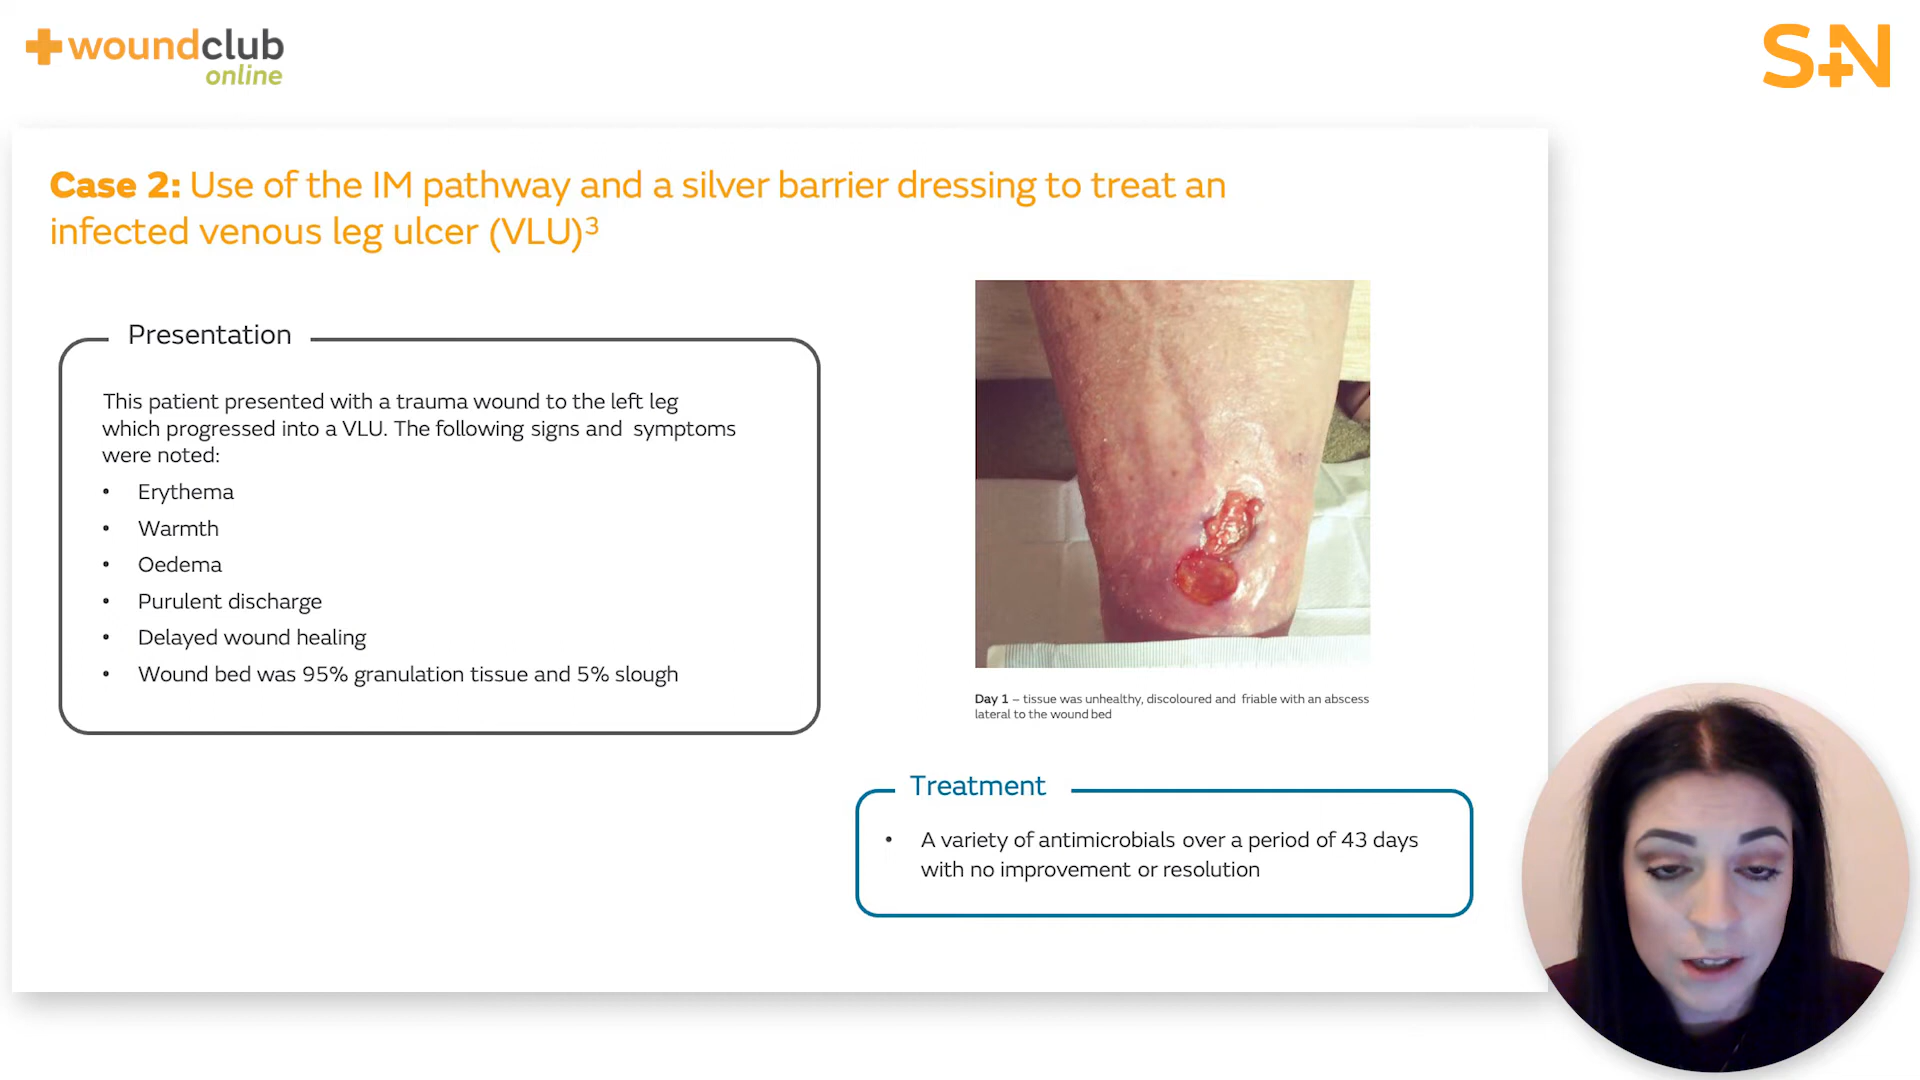 woundclub
online
S+N
Case 2: Use of the IM pathway and a silver barrier dressing to treat an
infected venous leg ulcer (VLU)³
Presentation
This patient presented with a trauma wound to the left leg
which progressed into a VLU. The following signs and symptoms
were noted:
• Erythema
• Warmth
• Oedema
• Purulent discharge
• Delayed wound healing
• Wound bed was 95% granulation tissue and 5% slough
Day 1 – tissue was unhealthy, discoloured and friable with an abscess
lateral to the wound bed
Treatment
• A variety of antimicrobials over a period of 43 days
with no improvement or resolution